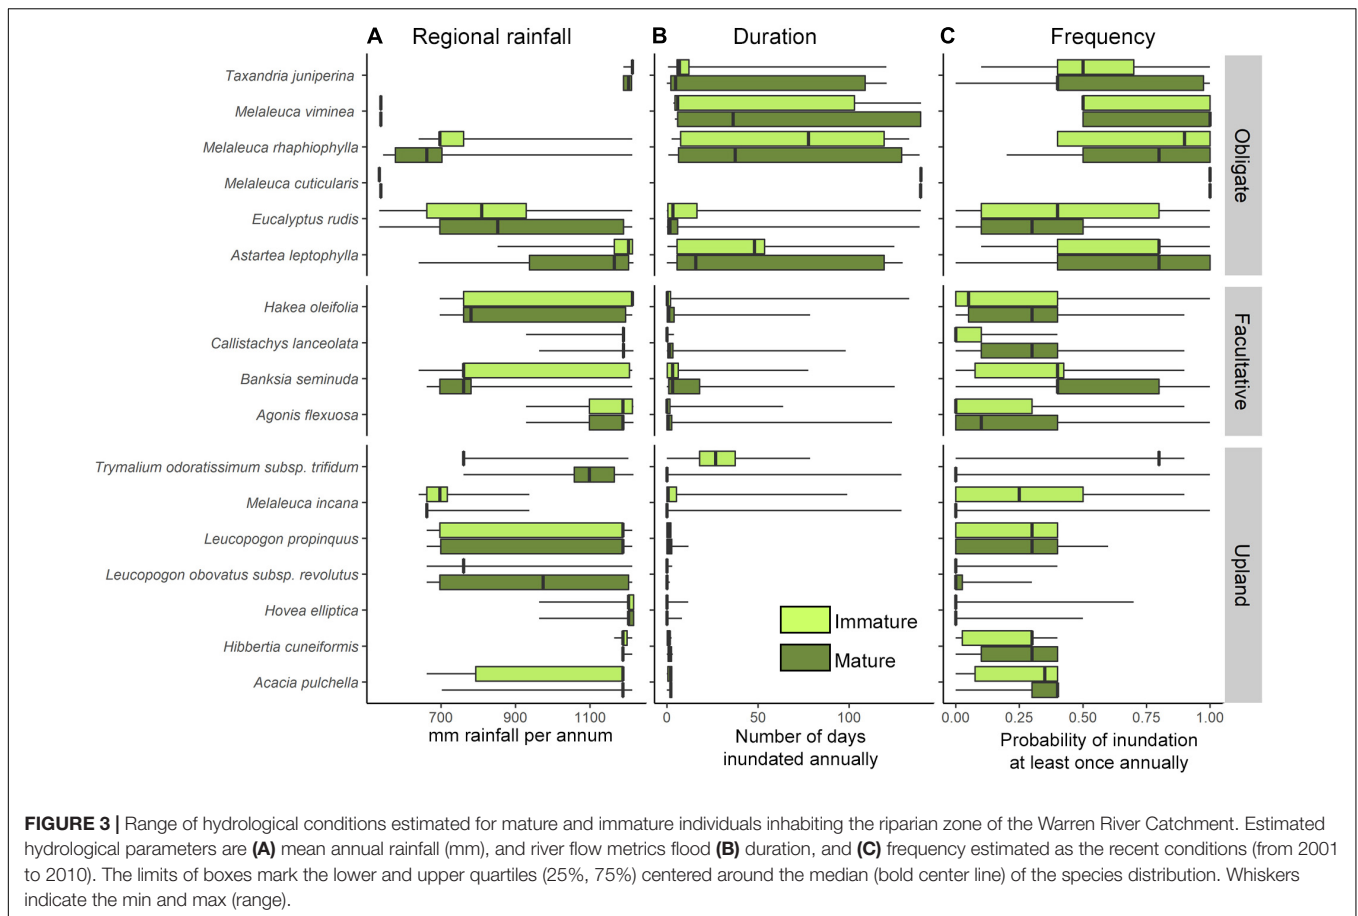 A Regional rainfall B Duration C Frequency
Taxandria juniperina
Melaleuca viminea
Melaleuca rhaphiophylla
Melaleuca cuticularis
Eucalyptus rudis
Astartea leptophylla
Obligate
Hakea oleifolia
Callistachys lanceolata
Banksia seminuda
Agonis flexuosa
Facultative
Trymalium odoratissimum subsp. trifidum
Melaleuca incana
Leucopogon propinquus
Leucopogon obovatus subsp. revolutus
Hovea elliptica
Hibbertia cuneiformis
Acacia pulchella
Upland
Immature
Mature
700 900 1100 0 50 100 0.00 0.25 0.50 0.75 1.00
mm rainfall per annum
Number of days
inundated annually
Probability of inundation
at least once annually
FIGURE 3 | Range of hydrological conditions estimated for mature and immature individuals inhabiting the riparian zone of the Warren River Catchment. Estimated
hydrological parameters are (A) mean annual rainfall (mm), and river flow metrics flood (B) duration, and (C) frequency estimated as the recent conditions (from 2001
to 2010). The limits of boxes mark the lower and upper quartiles (25%, 75%) centered around the median (bold center line) of the species distribution. Whiskers
indicate the min and max (range).